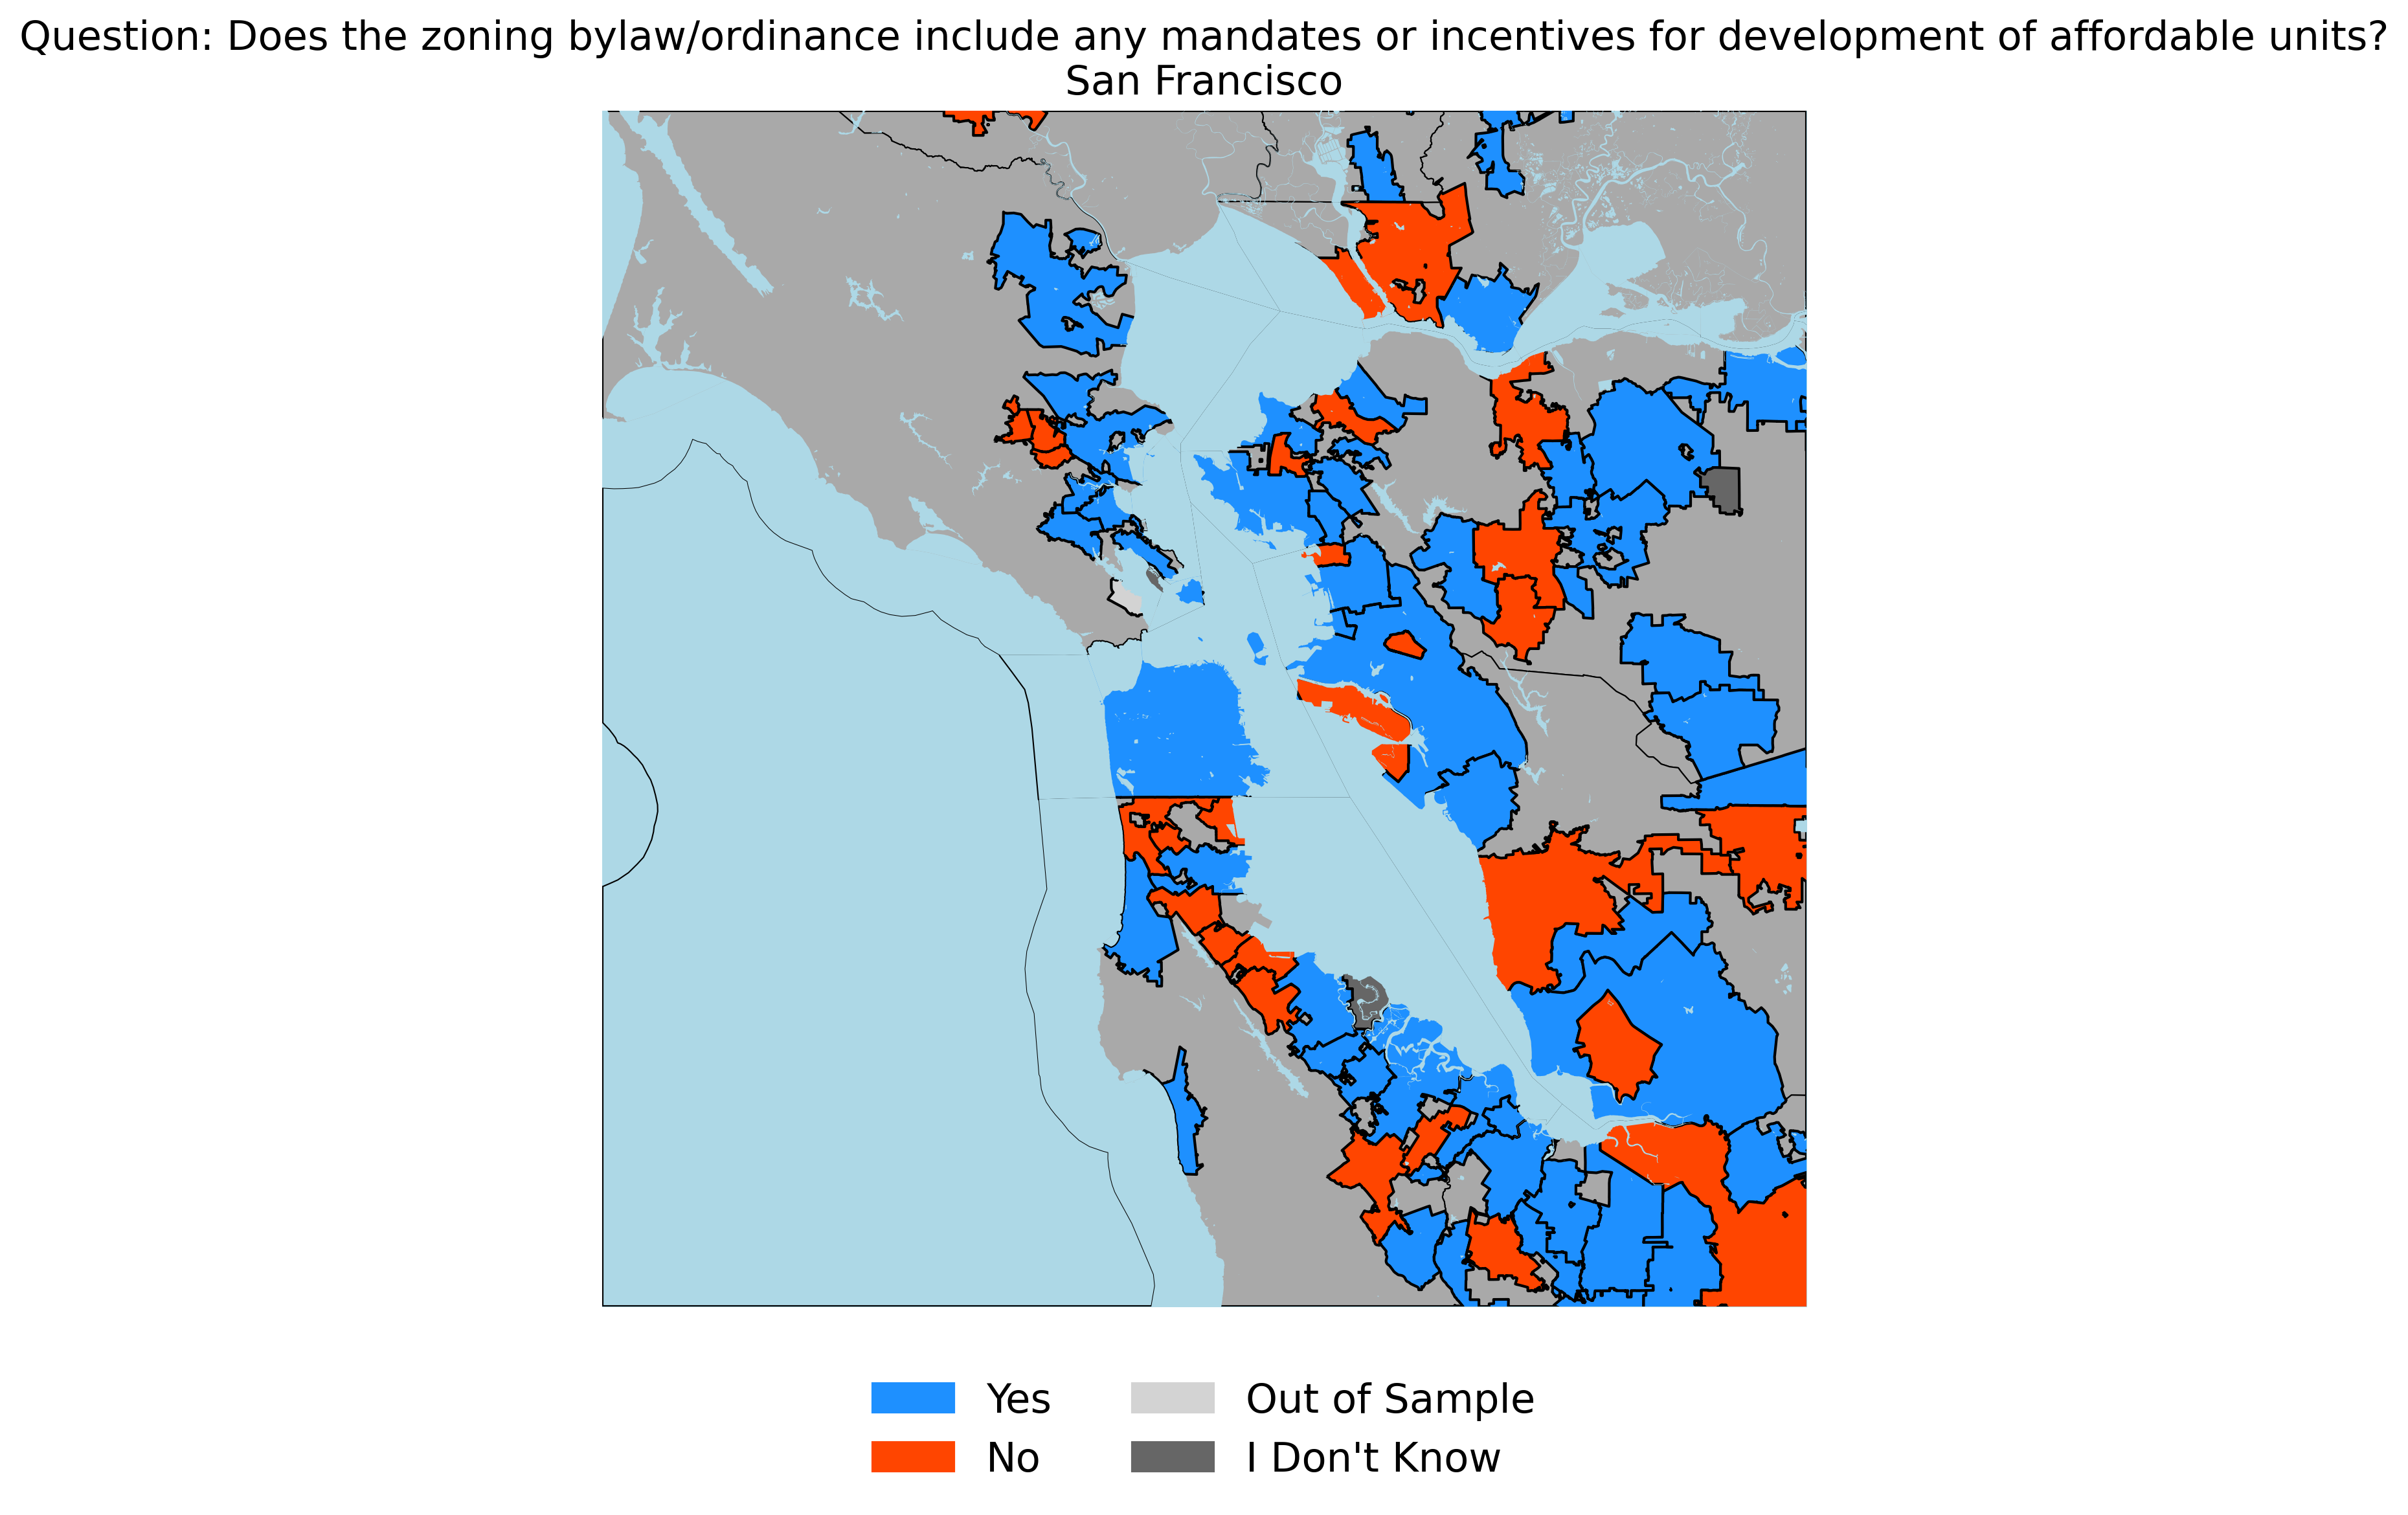 Question: Does the zoning bylaw/ordinance include any mandates or incentives for development of affordable units?
San Francisco
Yes
Out of Sample
No
I Don't Know